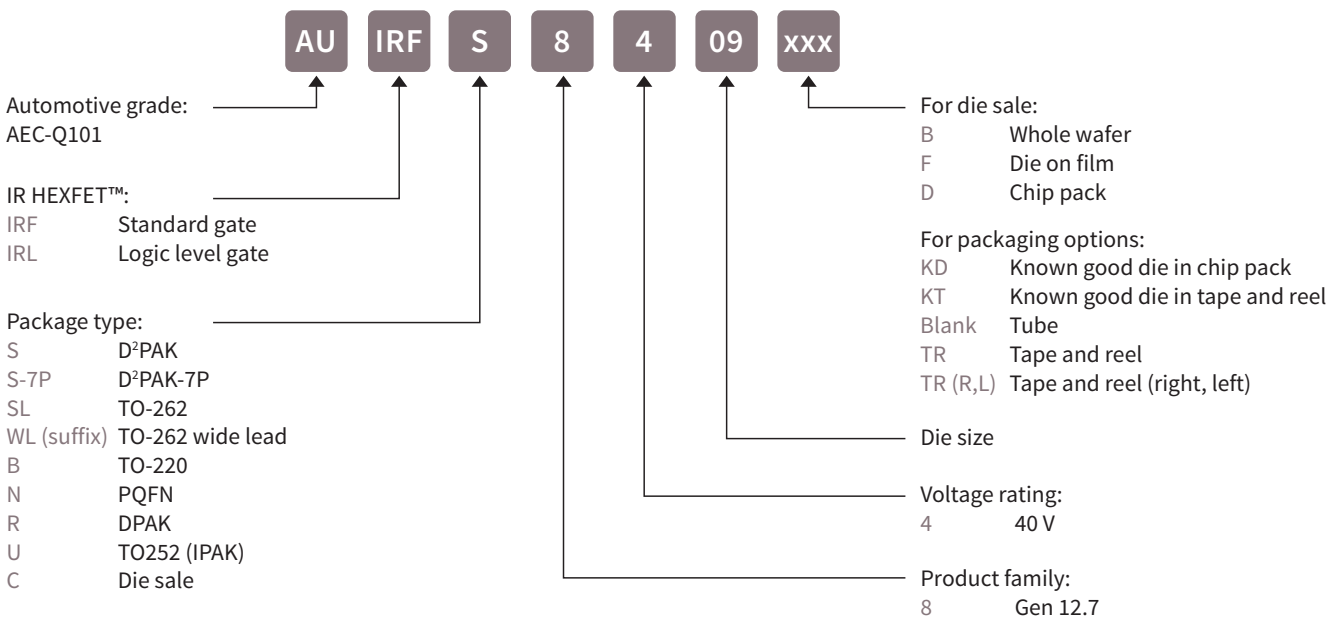 AU IRF S 8 4 09 xxx
Automotive grade:
AEC-Q101
IR HEXFET™:
IRF Standard gate
IRL Logic level gate
Package type:
S D²PAK
S-7P D²PAK-7P
SL TO-262
WL (suffix) TO-262 wide lead
B TO-220
N PQFN
R DPAK
U TO252 (IPAK)
C Die sale
For die sale:
B Whole wafer
F Die on film
D Chip pack
For packaging options:
KD Known good die in chip pack
KT Known good die in tape and reel
Blank Tube
TR Tape and reel
TR (R,L) Tape and reel (right, left)
Die size
Voltage rating:
4 40 V
Product family:
8 Gen 12.7